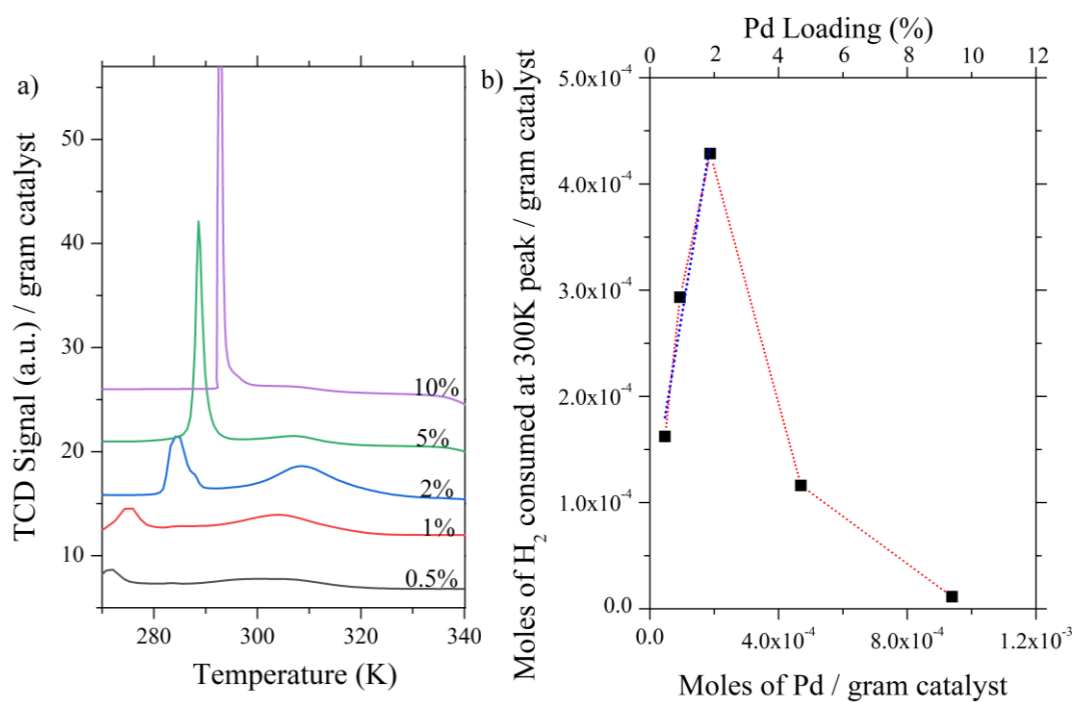 a)
TCD Signal (a.u.) / gram catalyst
50
40
30
20
10
10%
5%
2%
1%
0.5%
280 300 320 340
Temperature (K)
b)
Pd Loading (%)
0 2 4 6 8 10 12
Moles of H₂ consumed at 300K peak / gram catalyst
5.0x10⁻⁴
4.0x10⁻⁴
3.0x10⁻⁴
2.0x10⁻⁴
1.0x10⁻⁴
0.0
0.0 4.0x10⁻⁴ 8.0x10⁻⁴ 1.2x10⁻³
Moles of Pd / gram catalyst